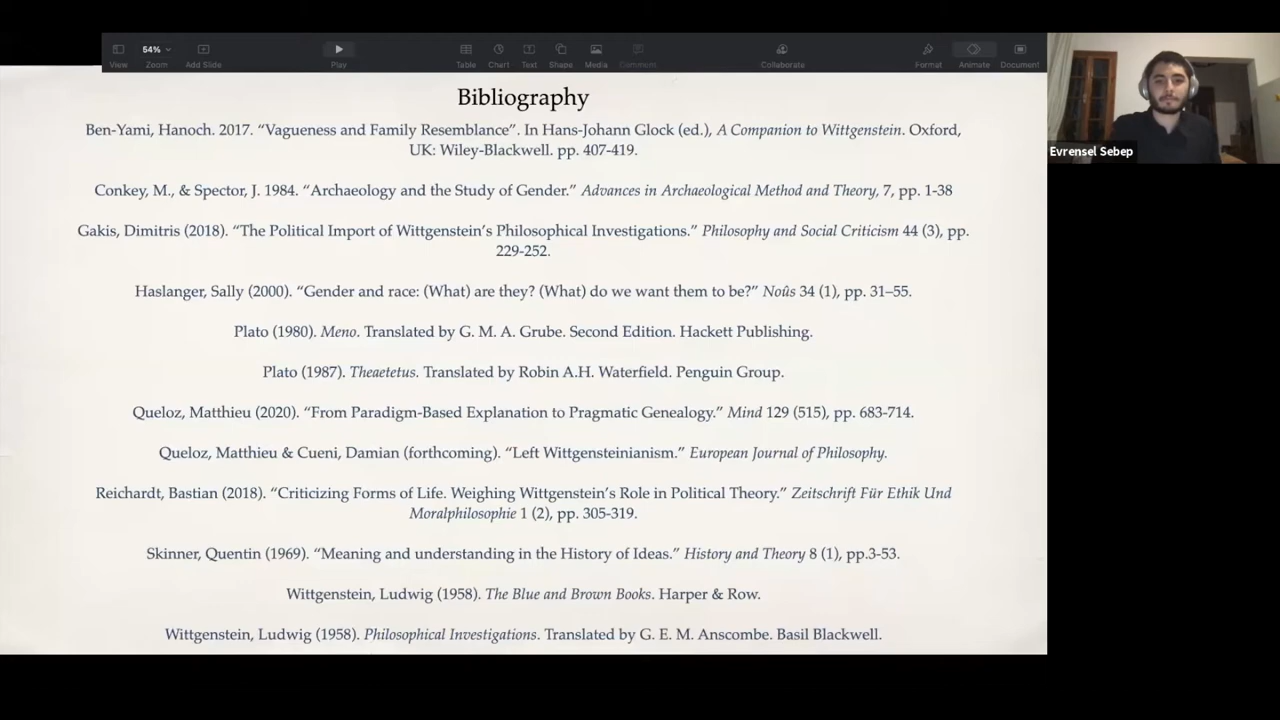 54%
View Zoom Add Slide Play Table Chart Text Shape Media Comment Collaborate Format Animate Document
Bibliography
Ben-Yami, Hanoch. 2017. “Vagueness and Family Resemblance”. In Hans-Johann Glock (ed.), A Companion to Wittgenstein. Oxford,
UK: Wiley-Blackwell. pp. 407-419.
Conkey, M., & Spector, J. 1984. “Archaeology and the Study of Gender.” Advances in Archaeological Method and Theory, 7, pp. 1-38
Gakis, Dimitris (2018). “The Political Import of Wittgenstein’s Philosophical Investigations.” Philosophy and Social Criticism 44 (3), pp.
229-252.
Haslanger, Sally (2000). “Gender and race: (What) are they? (What) do we want them to be?” Noûs 34 (1), pp. 31–55.
Plato (1980). Meno. Translated by G. M. A. Grube. Second Edition. Hackett Publishing.
Plato (1987). Theaetetus. Translated by Robin A.H. Waterfield. Penguin Group.
Queloz, Matthieu (2020). “From Paradigm-Based Explanation to Pragmatic Genealogy.” Mind 129 (515), pp. 683-714.
Queloz, Matthieu & Cueni, Damian (forthcoming). “Left Wittgensteinianism.” European Journal of Philosophy.
Reichardt, Bastian (2018). “Criticizing Forms of Life. Weighing Wittgenstein’s Role in Political Theory.” Zeitschrift Für Ethik Und
Moralphilosophie 1 (2), pp. 305-319.
Skinner, Quentin (1969). “Meaning and understanding in the History of Ideas.” History and Theory 8 (1), pp.3-53.
Wittgenstein, Ludwig (1958). The Blue and Brown Books. Harper & Row.
Wittgenstein, Ludwig (1958). Philosophical Investigations. Translated by G. E. M. Anscombe. Basil Blackwell.
Evrensel Sebep